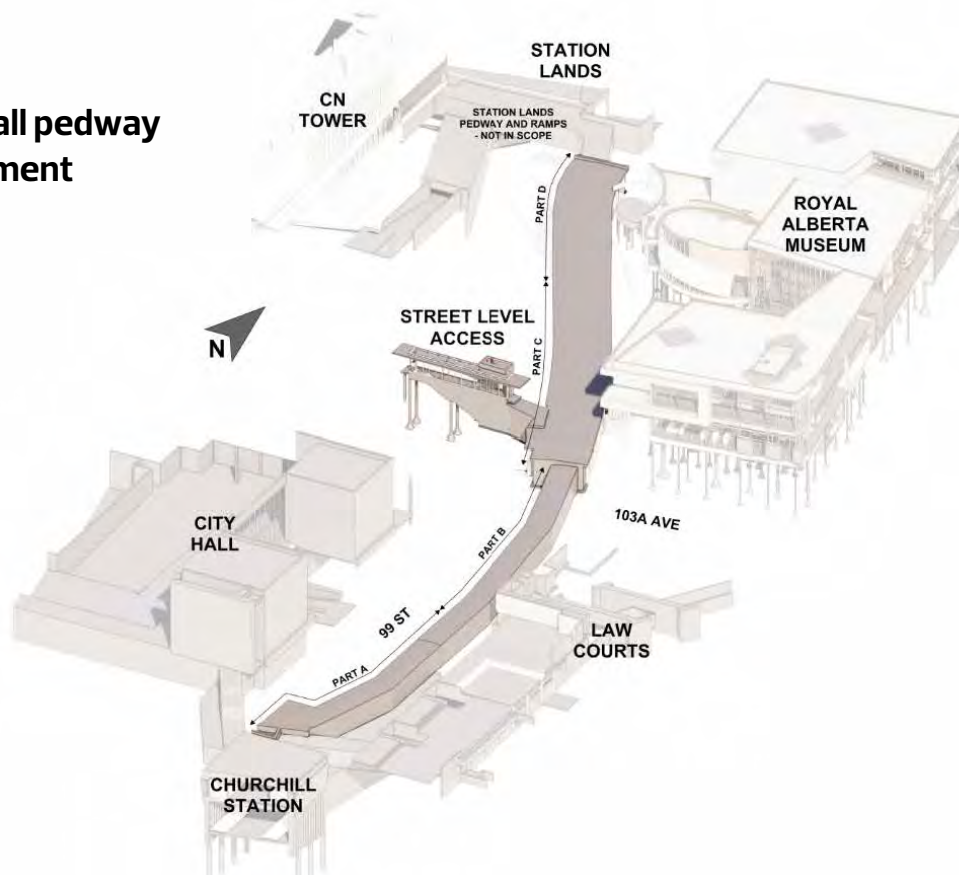 all pedway
ment
STATION
LANDS
CN
TOWER
STATION LANDS
PEDWAY AND RAMPS
- NOT IN SCOPE
PART D
ROYAL
ALBERTA
MUSEUM
STREET LEVEL
ACCESS
PART C
N
CITY
HALL
103A AVE
PART B
99 ST
LAW
COURTS
PART A
CHURCHILL
STATION